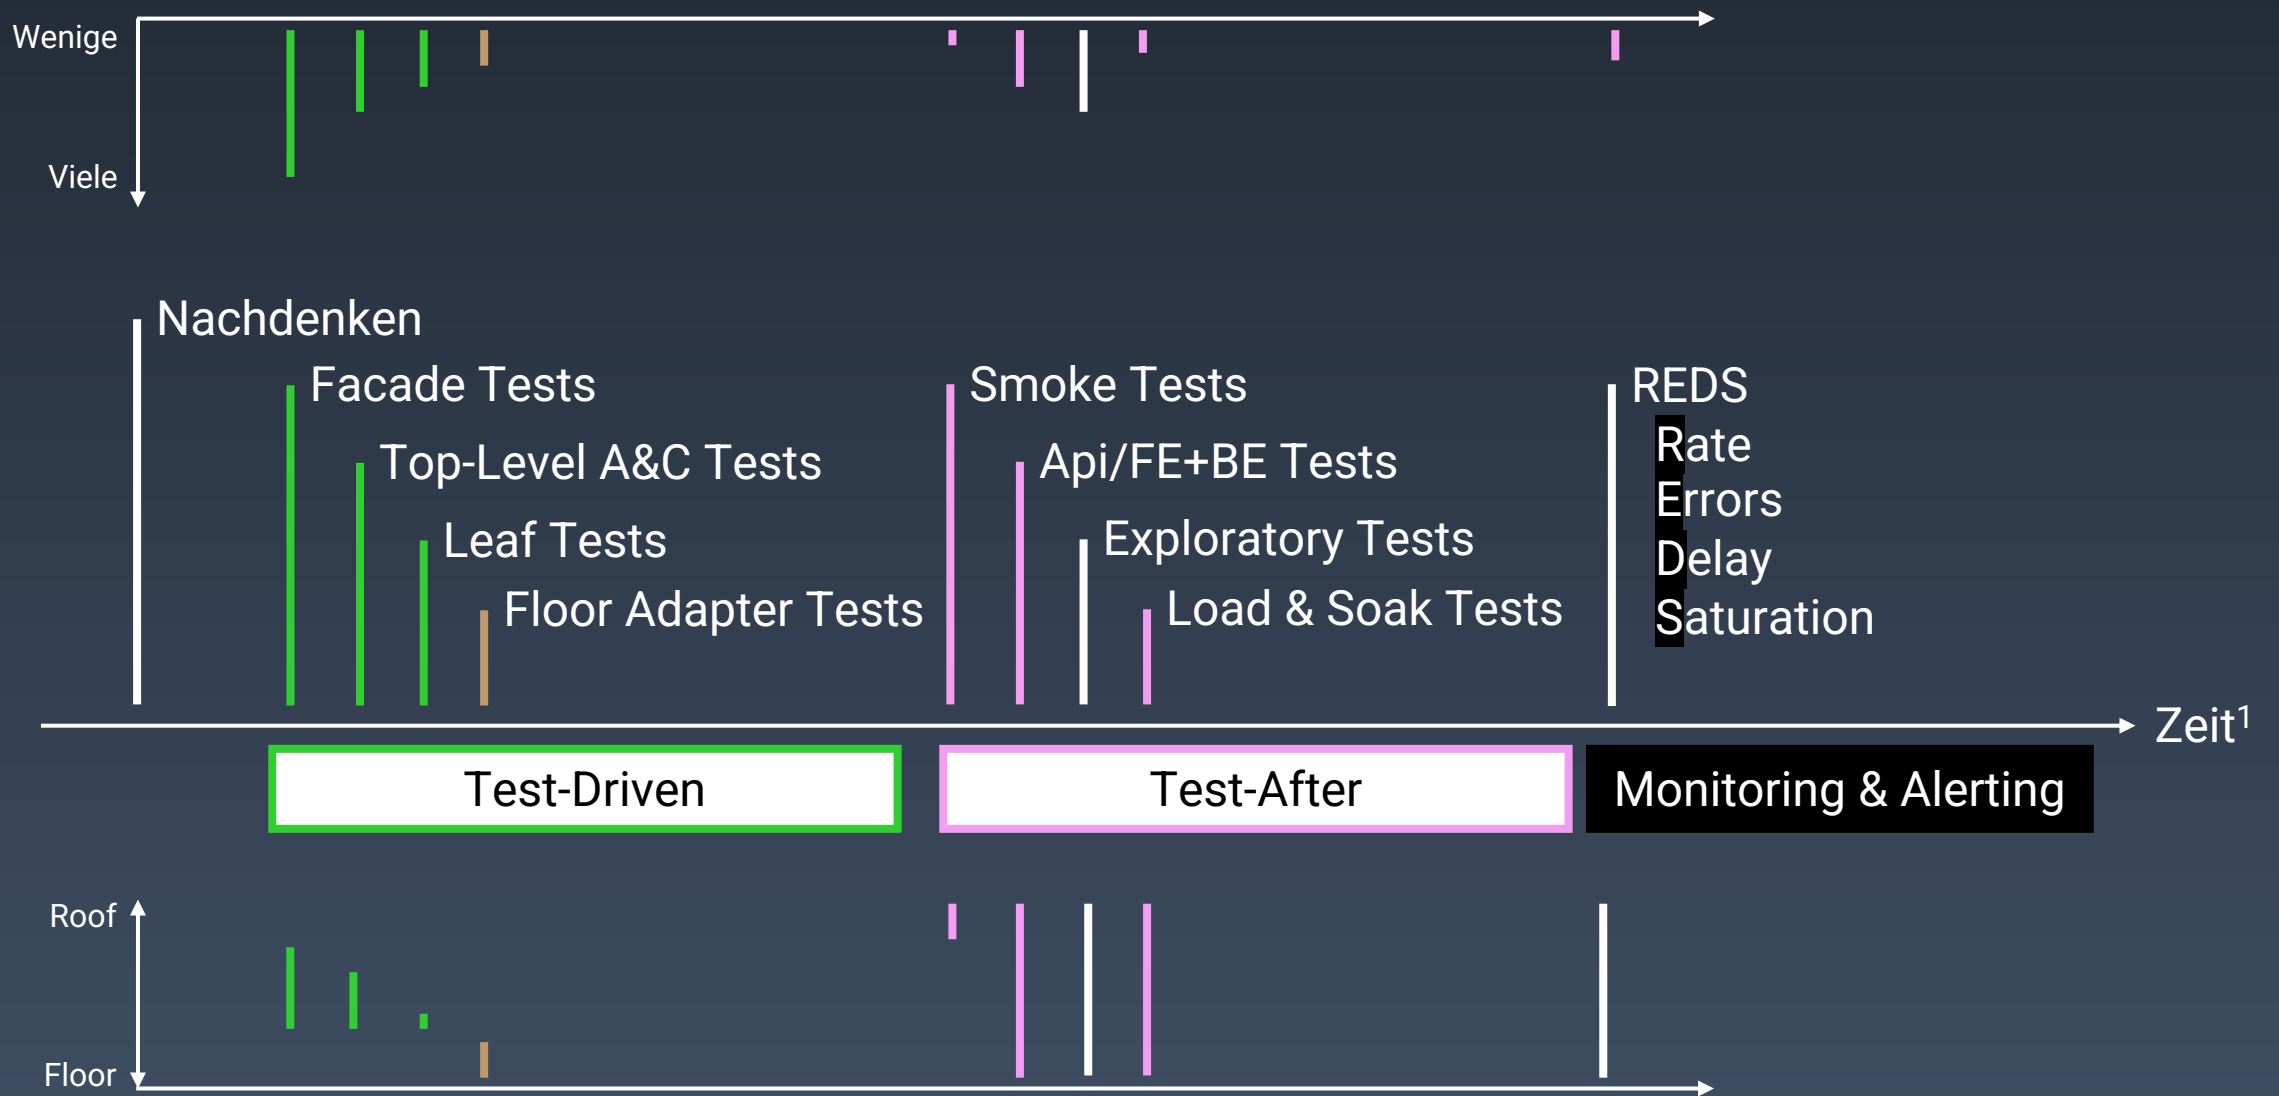 Wenige
Viele
Nachdenken
Facade Tests
Top-Level A&C Tests
Leaf Tests
Floor Adapter Tests
Smoke Tests
Api/FE+BE Tests
Exploratory Tests
Load & Soak Tests
REDS
Rate
Errors
Delay
Saturation
Zeit¹
Test-Driven
Test-After
Monitoring & Alerting
Roof
Floor